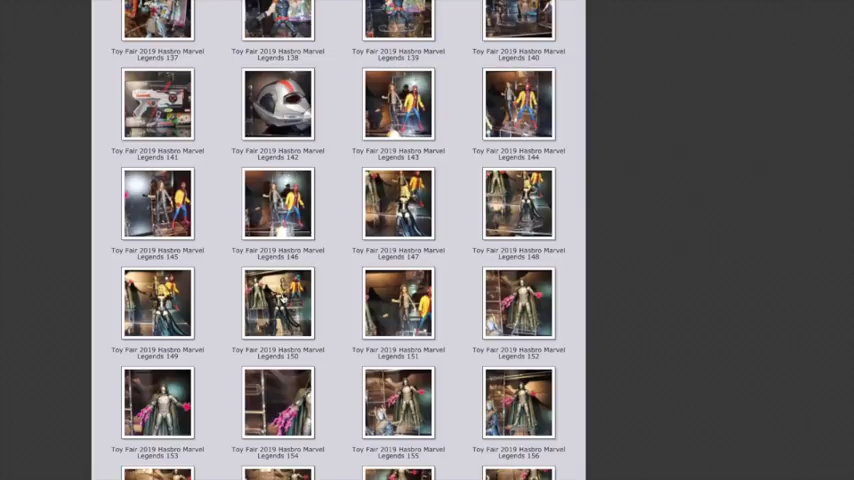 Toy Fair 2019 Hasbro Marvel
Legends 137
Toy Fair 2019 Hasbro Marvel
Legends 138
Toy Fair 2019 Hasbro Marvel
Legends 139
Toy Fair 2019 Hasbro Marvel
Legends 140
Toy Fair 2019 Hasbro Marvel
Legends 141
Toy Fair 2019 Hasbro Marvel
Legends 142
Toy Fair 2019 Hasbro Marvel
Legends 143
Toy Fair 2019 Hasbro Marvel
Legends 144
Toy Fair 2019 Hasbro Marvel
Legends 145
Toy Fair 2019 Hasbro Marvel
Legends 146
Toy Fair 2019 Hasbro Marvel
Legends 147
Toy Fair 2019 Hasbro Marvel
Legends 148
Toy Fair 2019 Hasbro Marvel
Legends 149
Toy Fair 2019 Hasbro Marvel
Legends 150
Toy Fair 2019 Hasbro Marvel
Legends 151
Toy Fair 2019 Hasbro Marvel
Legends 152
Toy Fair 2019 Hasbro Marvel
Legends 153
Toy Fair 2019 Hasbro Marvel
Legends 154
Toy Fair 2019 Hasbro Marvel
Legends 155
Toy Fair 2019 Hasbro Marvel
Legends 156